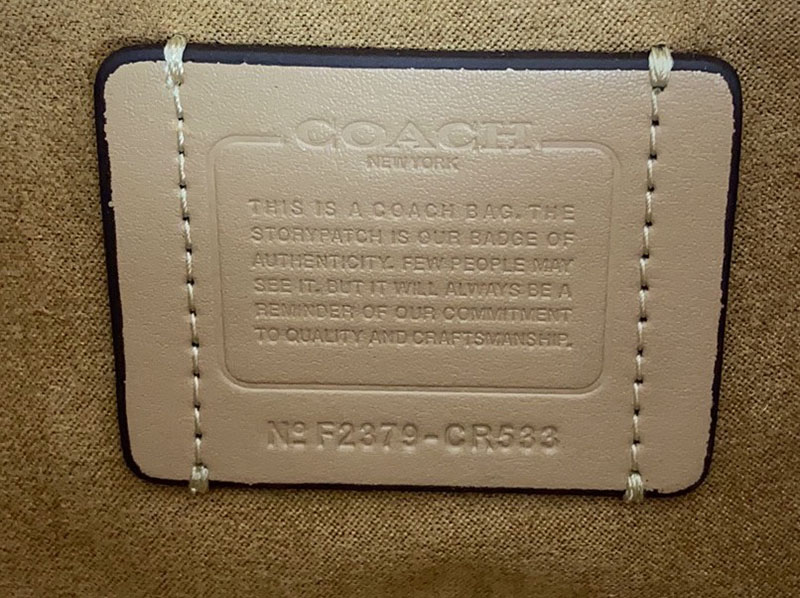 COACH
NEW YORK
THIS IS A COACH BAG. THE
STORYPATCH IS OUR BADGE OF
AUTHENTICITY. FEW PEOPLE MAY
SEE IT. BUT IT WILL ALWAYS BE A
REMINDER OF OUR COMMITMENT
TO QUALITY AND CRAFTSMANSHIP.
Nº F2379-CR533